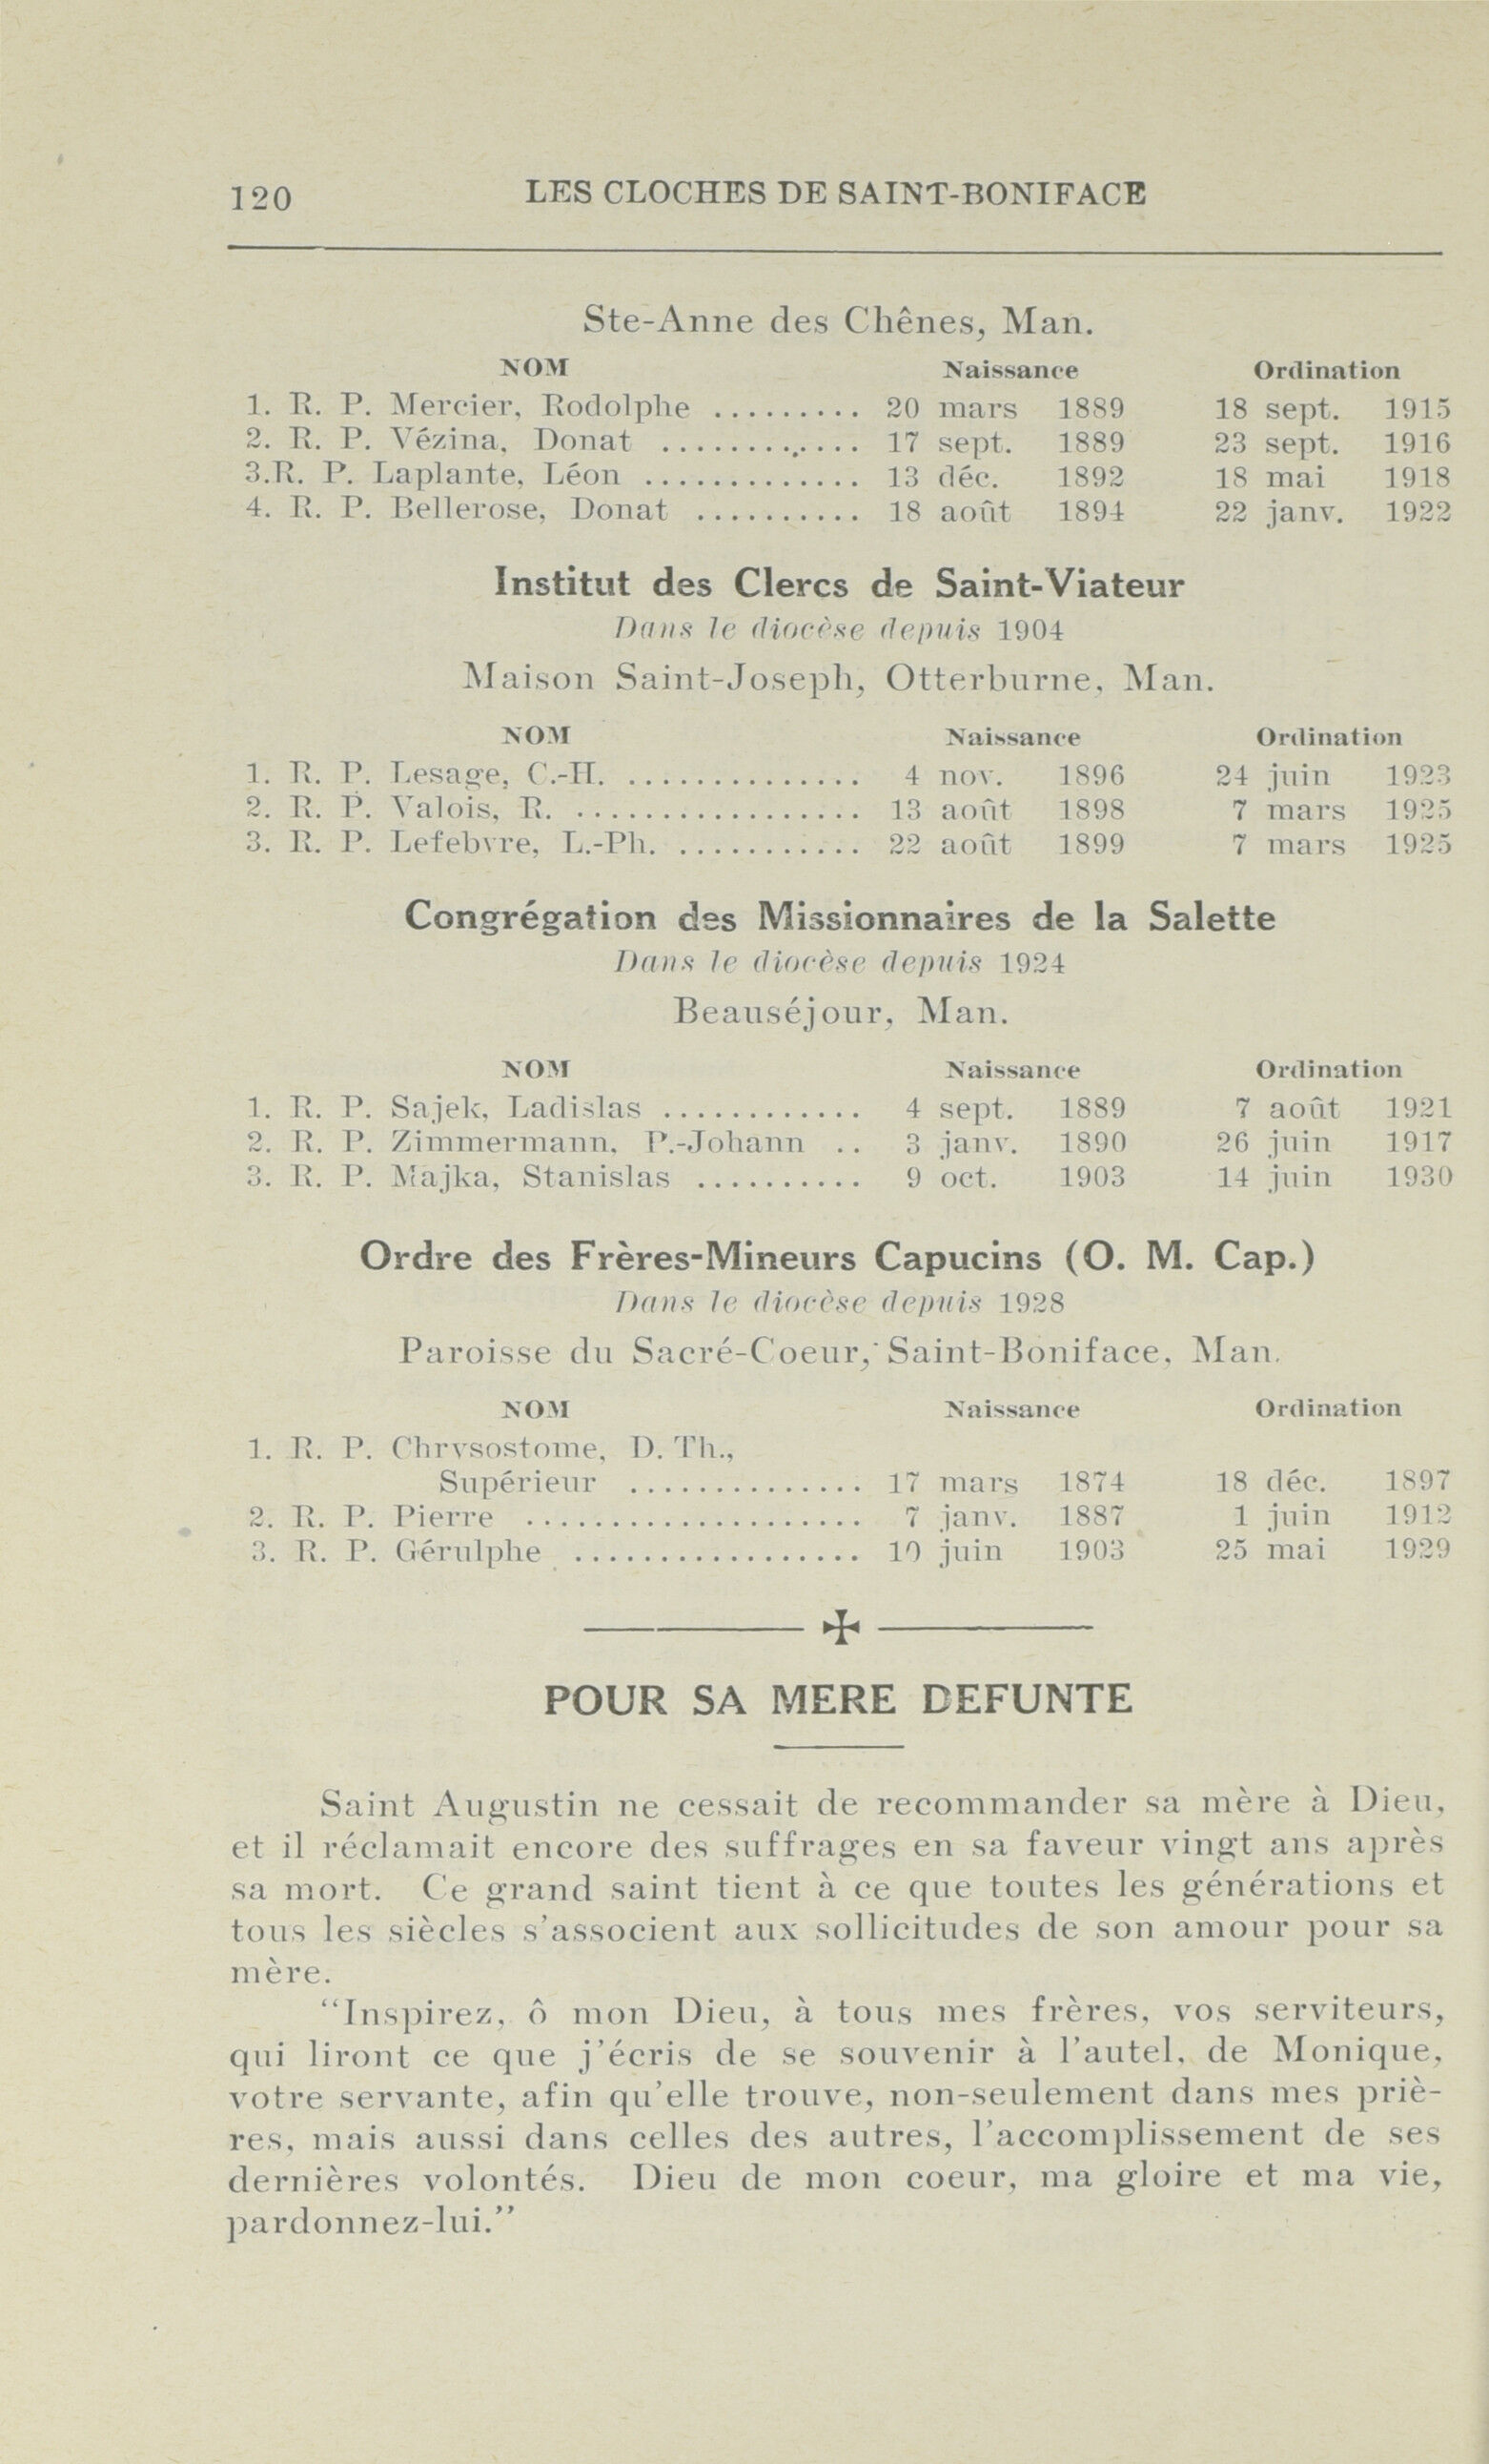 120 LES CLOCHES DE SAINT-BONIFACE
Ste-Anne des Chênes, Man.
NOM Naissance Ordination
1. R. P. Mercier, Rodolphe ......... 20 mars 1889 18 sept. 1915
2. R. P. Vézina, Donat ............ 17 sept. 1889 23 sept. 1916
3.R. P. Laplante, Léon ............. 13 déc. 1892 18 mai 1918
4. R. P. Bellerose, Donat .......... 18 août 1894 22 janv. 1922
Institut des Clercs de Saint-Viateur
Dans le diocèse depuis 1904
Maison Saint-Joseph, Otterburne, Man.
NOM Naissance Ordination
1. R. P. Lesage, C.-H. .............. 4 nov. 1896 24 juin 1923
2. R. P. Valois, R. ................. 13 août 1898 7 mars 1925
3. R. P. Lefebvre, L.-Ph. ........... 22 août 1899 7 mars 1925
Congrégation des Missionnaires de la Salette
Dans le diocèse depuis 1924
Beauséjour, Man.
NOM Naissance Ordination
1. R. P. Sajek, Ladislas ............ 4 sept. 1889 7 août 1921
2. R. P. Zimmermann, P.-Johann .. 3 janv. 1890 26 juin 1917
3. R. P. Majka, Stanislas .......... 9 oct. 1903 14 juin 1930
Ordre des Frères-Mineurs Capucins (O. M. Cap.)
Dans le diocèse depuis 1928
Paroisse du Sacré-Coeur, Saint-Boniface, Man.
NOM Naissance Ordination
1. R. P. Chrysostome, D. Th.,
Supérieur .............. 17 mars 1874 18 déc. 1897
2. R. P. Pierre .................... 7 janv. 1887 1 juin 1912
3. R. P. Gérulphe ................. 10 juin 1903 25 mai 1929
POUR SA MERE DEFUNTE
Saint Augustin ne cessait de recommander sa mère à Dieu,
et il réclamait encore des suffrages en sa faveur vingt ans après
sa mort. Ce grand saint tient à ce que toutes les générations et
tous les siècles s'associent aux sollicitudes de son amour pour sa
mère.
"Inspirez, ô mon Dieu, à tous mes frères, vos serviteurs,
qui liront ce que j'écris de se souvenir à l'autel, de Monique,
votre servante, afin qu'elle trouve, non-seulement dans mes priè-
res, mais aussi dans celles des autres, l'accomplissement de ses
dernières volontés. Dieu de mon coeur, ma gloire et ma vie,
pardonnez-lui."